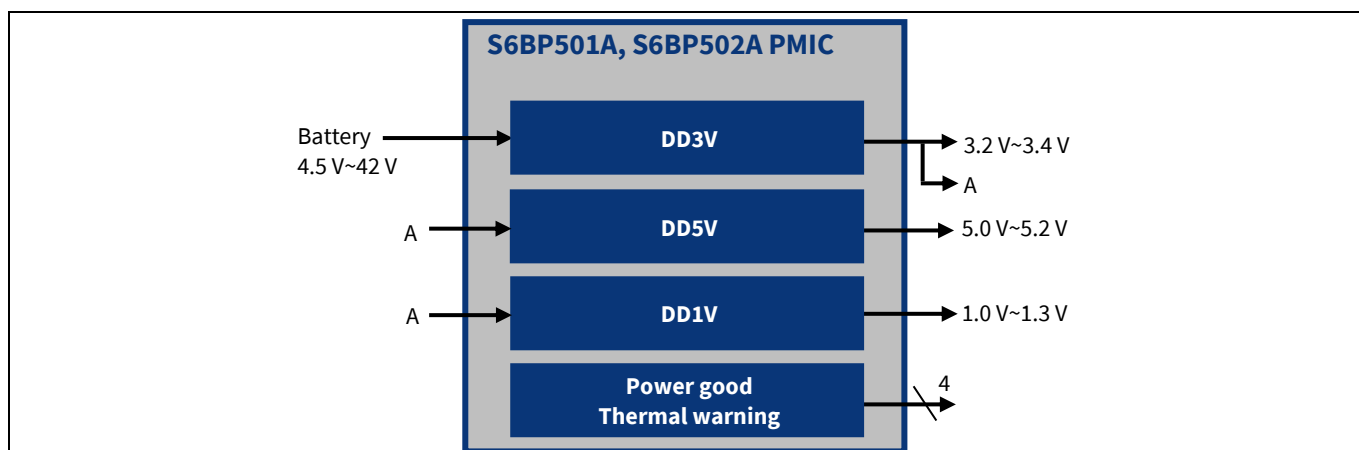 S6BP501A, S6BP502A PMIC
Battery
4.5 V~42 V
DD3V
3.2 V~3.4 V
A
A
DD5V
5.0 V~5.2 V
A
DD1V
1.0 V~1.3 V
Power good
Thermal warning
4